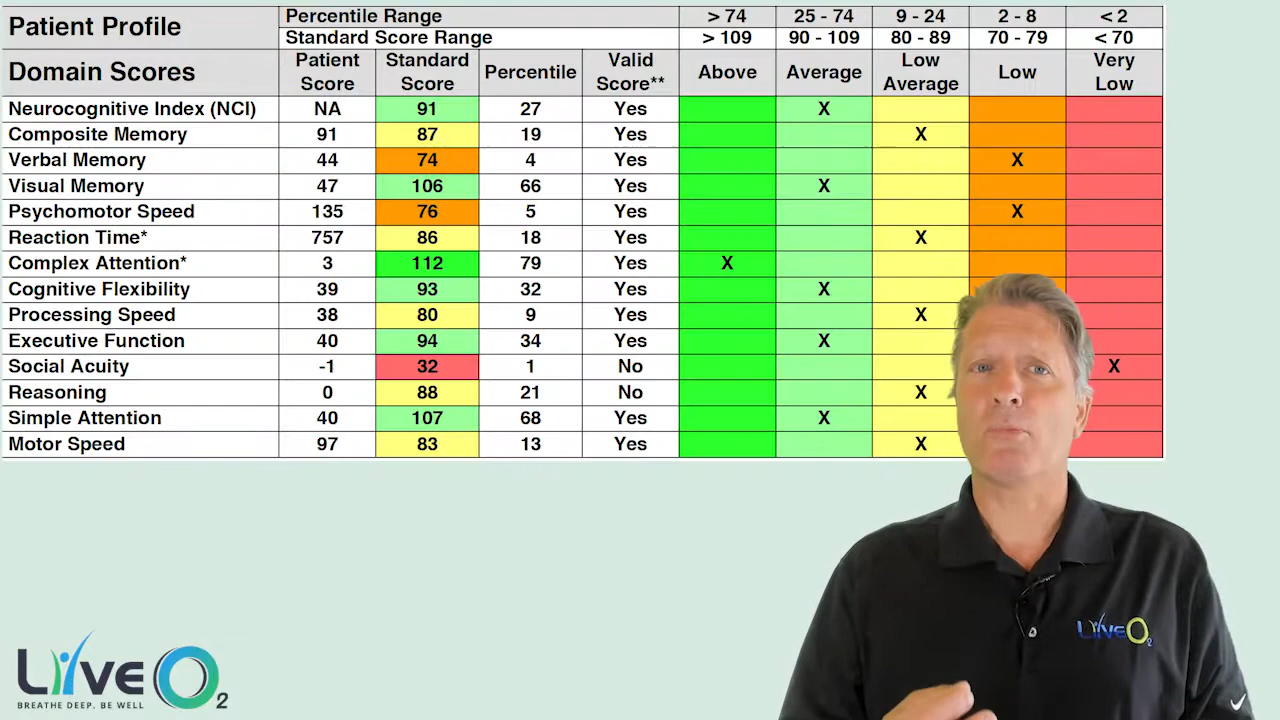 Patient Profile Percentile Range > 74 25 - 74 9 - 24 2 - 8 < 2
Standard Score Range > 109 90 - 109 80 - 89 70 - 79 < 70
Domain Scores Patient Score Standard Score Percentile Valid Score** Above Average Low Average Low Very Low
Neurocognitive Index (NCI) NA 91 27 Yes X
Composite Memory 91 87 19 Yes X
Verbal Memory 44 74 4 Yes X
Visual Memory 47 106 66 Yes X
Psychomotor Speed 135 76 5 Yes X
Reaction Time* 757 86 18 Yes X
Complex Attention* 3 112 79 Yes X
Cognitive Flexibility 39 93 32 Yes X
Processing Speed 38 80 9 Yes X
Executive Function 40 94 34 Yes X
Social Acuity -1 32 1 No X
Reasoning 0 88 21 No X
Simple Attention 40 107 68 Yes X
Motor Speed 97 83 13 Yes X
LiveO2
LiveO2
BREATHE DEEP. BE WELL